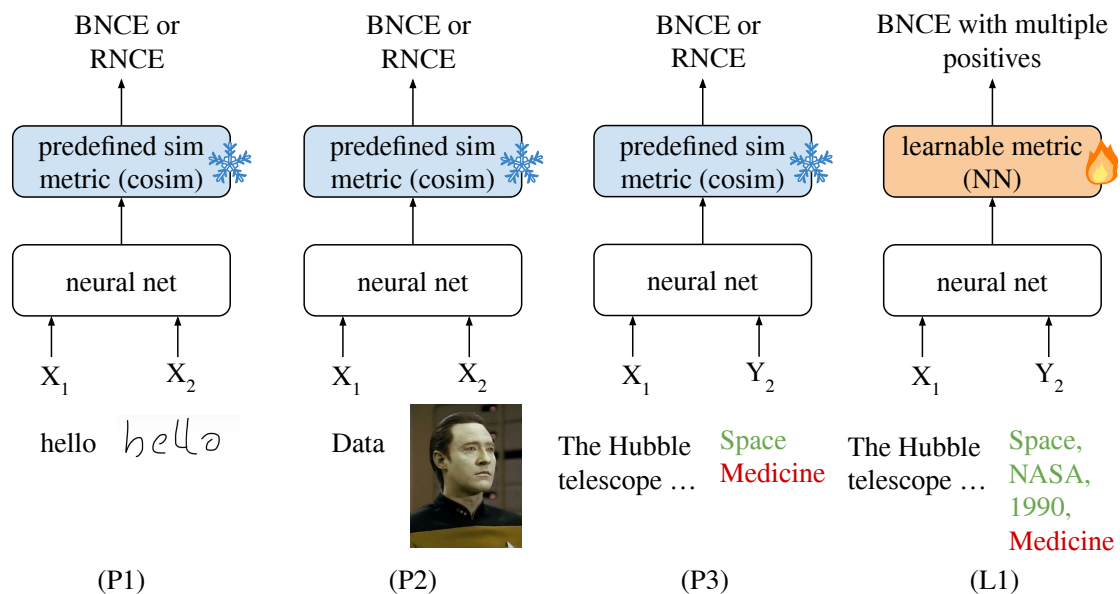 BNCE or
RNCE
predefined sim
metric (cosim)
neural net
X1
X2
hello
hello
(P1)
BNCE or
RNCE
predefined sim
metric (cosim)
neural net
X1
X2
Data
(P2)
BNCE or
RNCE
predefined sim
metric (cosim)
neural net
X1
Y2
The Hubble
telescope …
Space
Medicine
(P3)
BNCE with multiple
positives
learnable metric
(NN)
neural net
X1
Y2
The Hubble
telescope …
Space,
NASA,
1990,
Medicine
(L1)